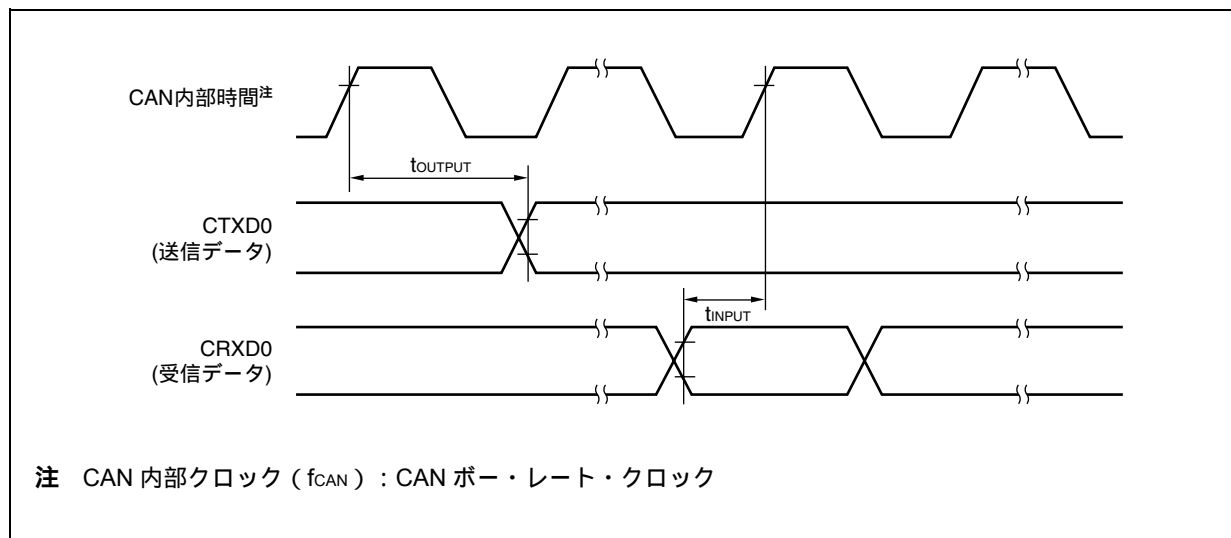 CAN内部時間注
tOUTPUT
CTXD0
(送信データ)
tINPUT
CRXD0
(受信データ)
注 CAN 内部クロック(fCAN):CAN ボー・レート・クロック